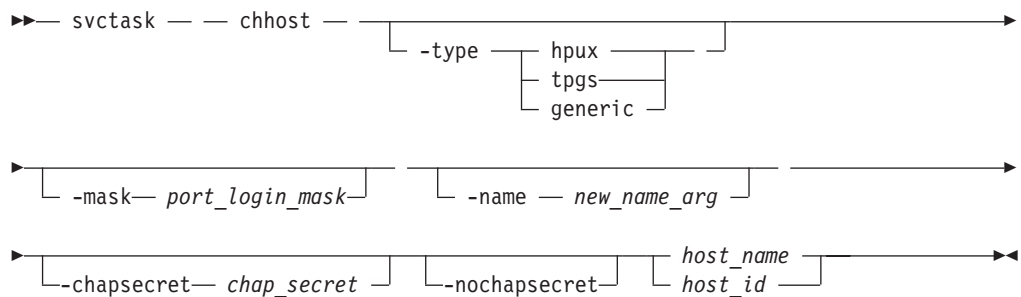 svctask chhost
-type hpux
tpgs
generic
-mask port_login_mask -name new_name_arg
-chapsecret chap_secret -nochapsecret host_name
host_id